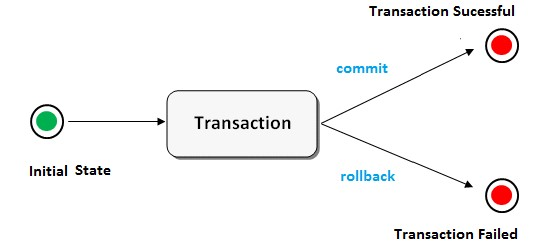 Transaction Sucessful
commit
Transaction
Initial State
rollback
Transaction Failed